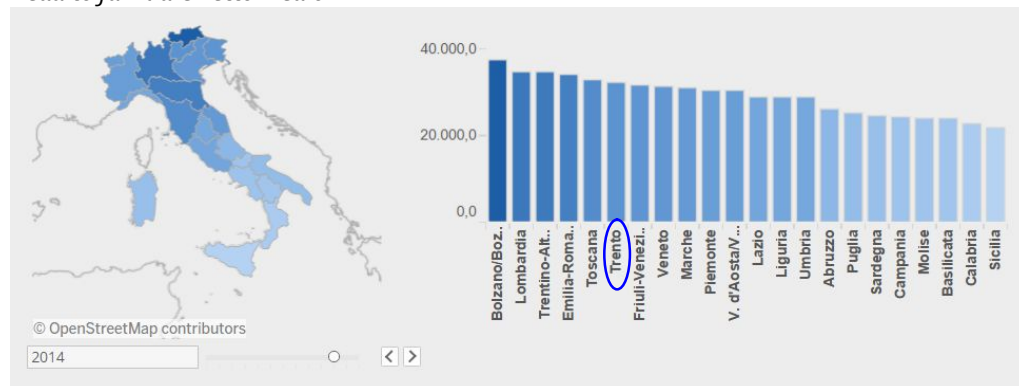 40.000,0
20.000,0
0,0
Bolzano/Boz..
Lombardia
Trentino-Alt..
Emilia-Roma..
Toscana
Trento
Friuli-Venezi..
Veneto
Marche
Piemonte
V. d'Aosta/V...
Lazio
Liguria
Umbria
Abruzzo
Puglia
Sardegna
Campania
Molise
Basilicata
Calabria
Sicilia
© OpenStreetMap contributors
2014